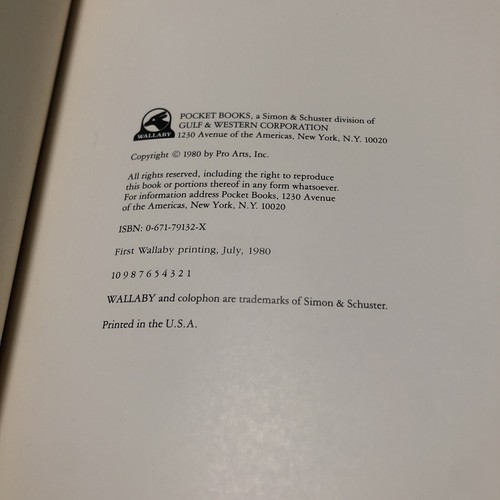 POCKET BOOKS, a Simon & Schuster division of
GULF & WESTERN CORPORATION
WALLABY 1230 Avenue of the Americas, New York, N.Y. 10020
Copyright © 1980 by Pro Arts, Inc.
All rights reserved, including the right to reproduce
this book or portions thereof in any form whatsoever.
For information address Pocket Books, 1230 Avenue
of the Americas, New York, N.Y. 10020
ISBN: 0-671-79132-X
First Wallaby printing, July, 1980
10 9 8 7 6 5 4 3 2 1
WALLABY and colophon are trademarks of Simon & Schuster.
Printed in the U.S.A.